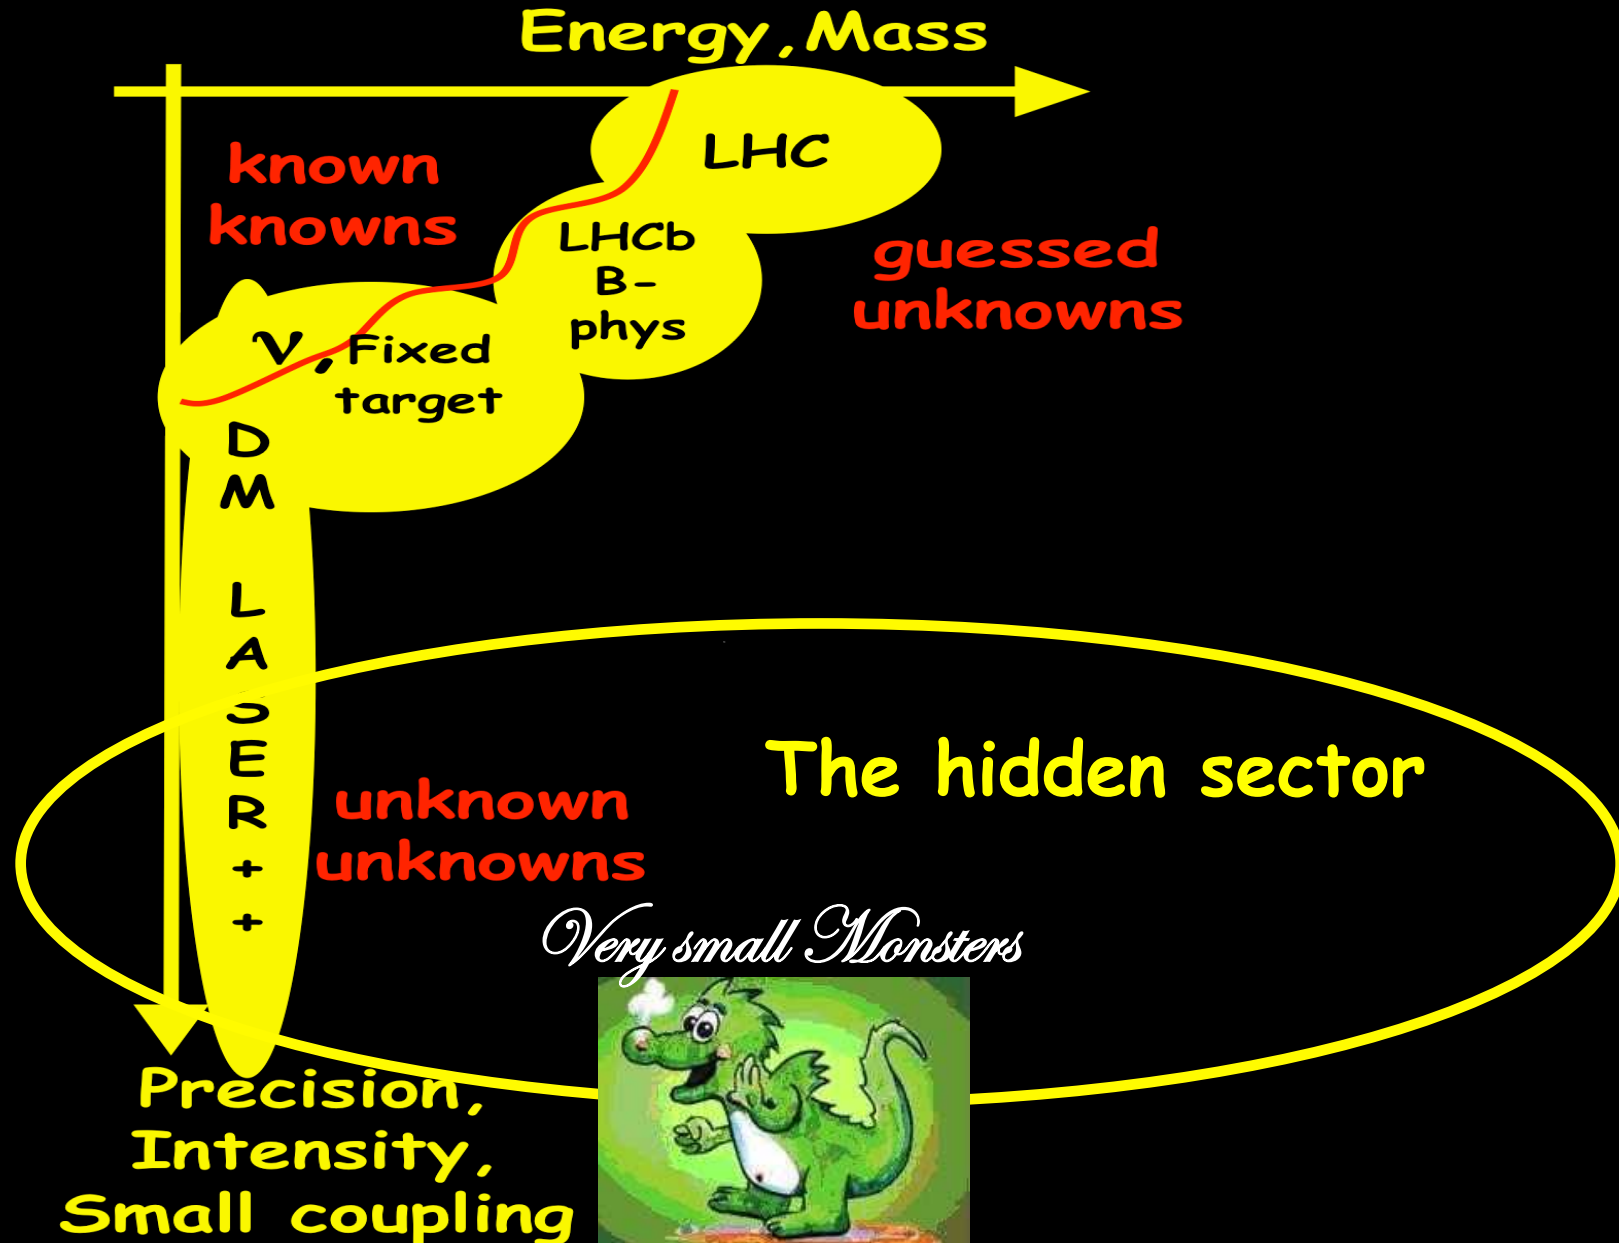 Energy,Mass
LHC
known
knowns
LHCb
B-
phys
guessed
unknowns
ν, Fixed
target
D
M
L
A
S
E
R
+
+
The hidden sector
unknown
unknowns
Very small Monsters
Precision,
Intensity,
Small coupling